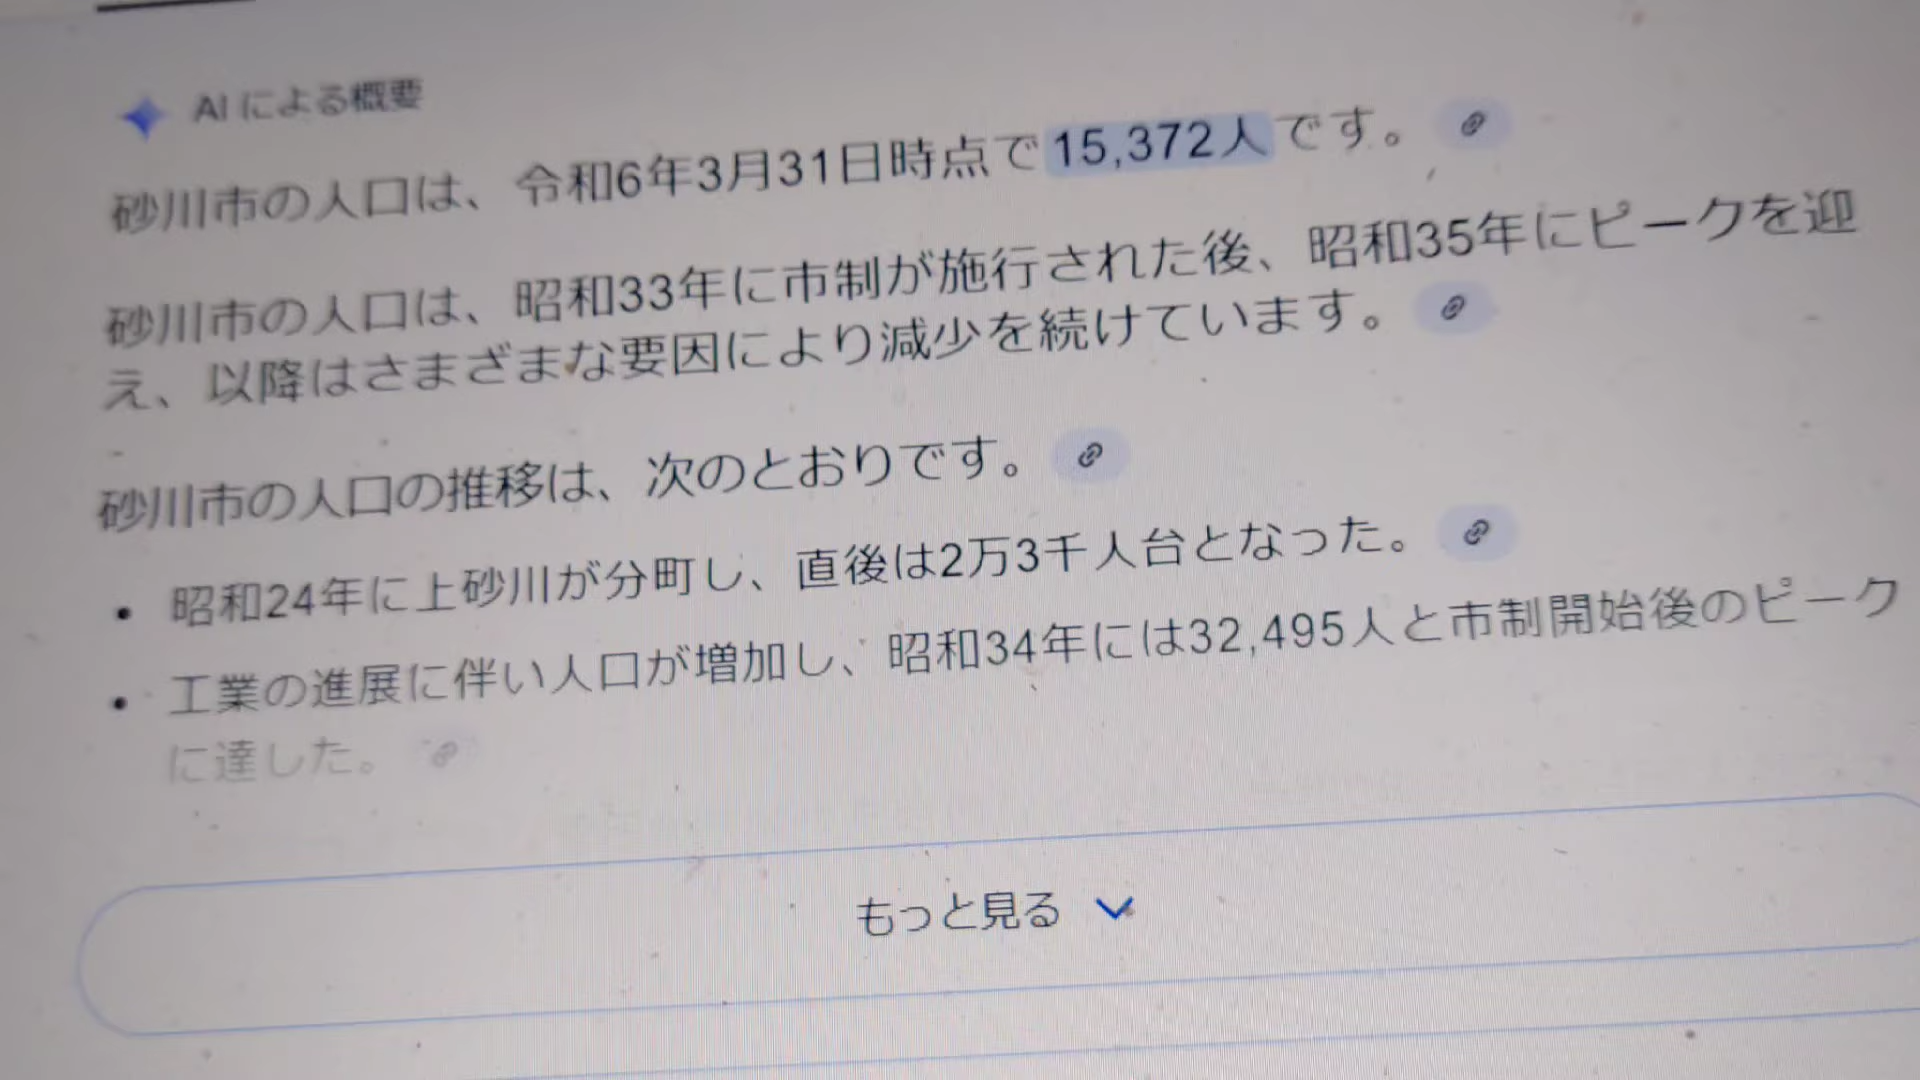 AI による概要
砂川市の人口は、令和6年3月31日時点で15,372人です。
砂川市の人口は、昭和33年に市制が施行された後、昭和35年にピークを迎
え、以降はさまざまな要因により減少を続けています。
砂川市の人口の推移は、次のとおりです。
• 昭和24年に上砂川が分町し、直後は2万3千人台となった。
• 工業の進展に伴い人口が増加し、昭和34年には32,495人と市制開始後のピーク
に達した。
もっと見る